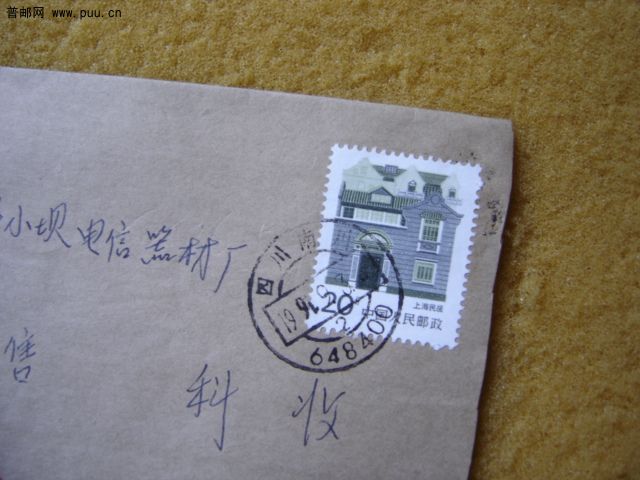 普邮网 www.puu.cn
小坝电信器材厂
售
科 收
四川南
648400
20
上海民居
中国人民邮政